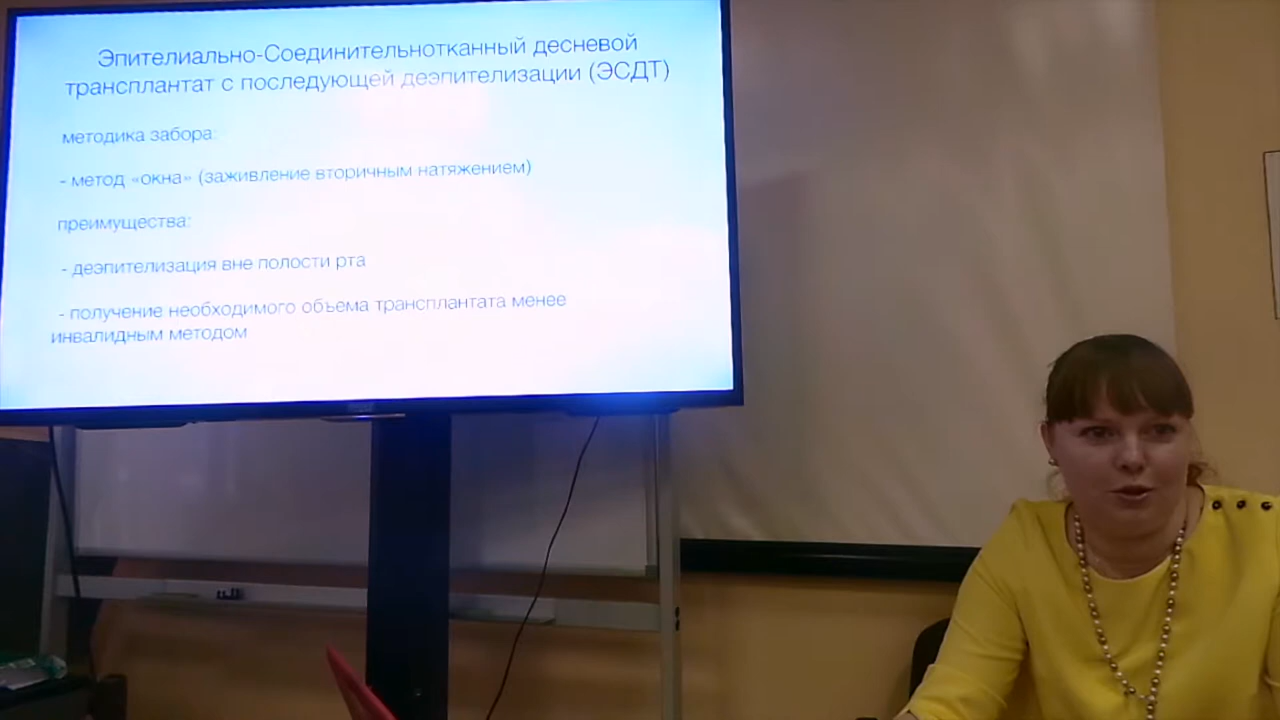 Эпителиально-Соединительнотканный десневой
трансплантат с последующей деэпителизации (ЭСДТ)
методика забора:
- метод «окна» (заживление вторичным натяжением)
преимущества:
- деэпителизация вне полости рта
- получение необходимого объема трансплантата менее
инвалидным методом